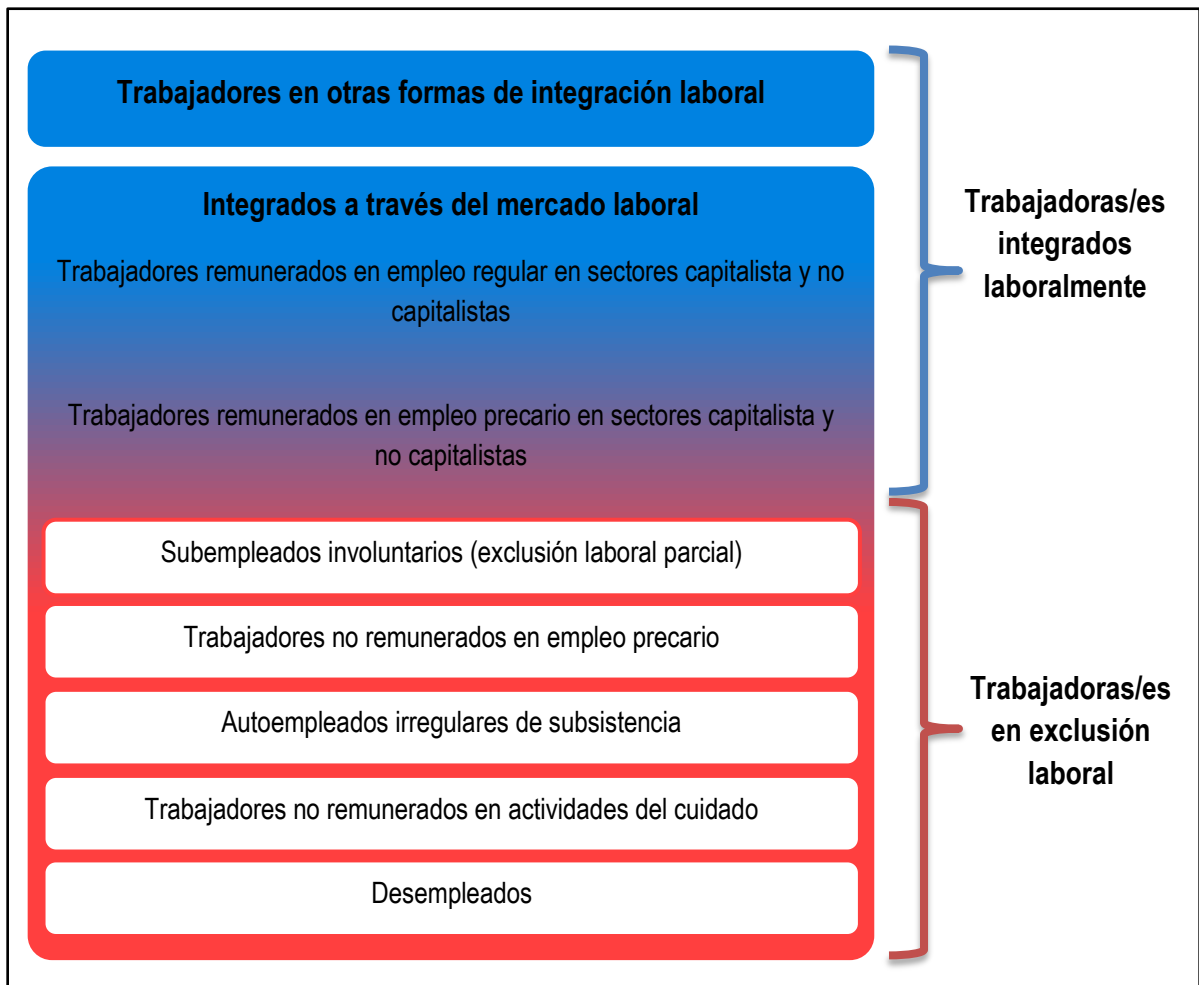 Trabajadores en otras formas de integración laboral
Integrados a través del mercado laboral
Trabajadores remunerados en empleo regular en sectores capitalista y no
capitalistas
Trabajadores remunerados en empleo precario en sectores capitalista y
no capitalistas
Subempleados involuntarios (exclusión laboral parcial)
Trabajadores no remunerados en empleo precario
Autoempleados irregulares de subsistencia
Trabajadores no remunerados en actividades del cuidado
Desempleados
Trabajadoras/es
integrados
laboralmente
Trabajadoras/es
en exclusión
laboral